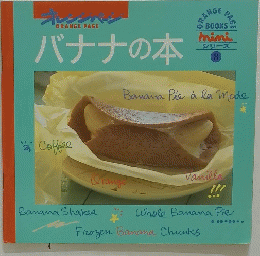 オレンジページ
ORANGE PAGE
バナナの本
ORANGE PAGE
BOOKS
mini
シリーズ
Banana Pie à la Mode
Coffee
Orange
Vanilla
!!!
Banana Shake
Whole Banana Pie
Frozen Banana Chunks